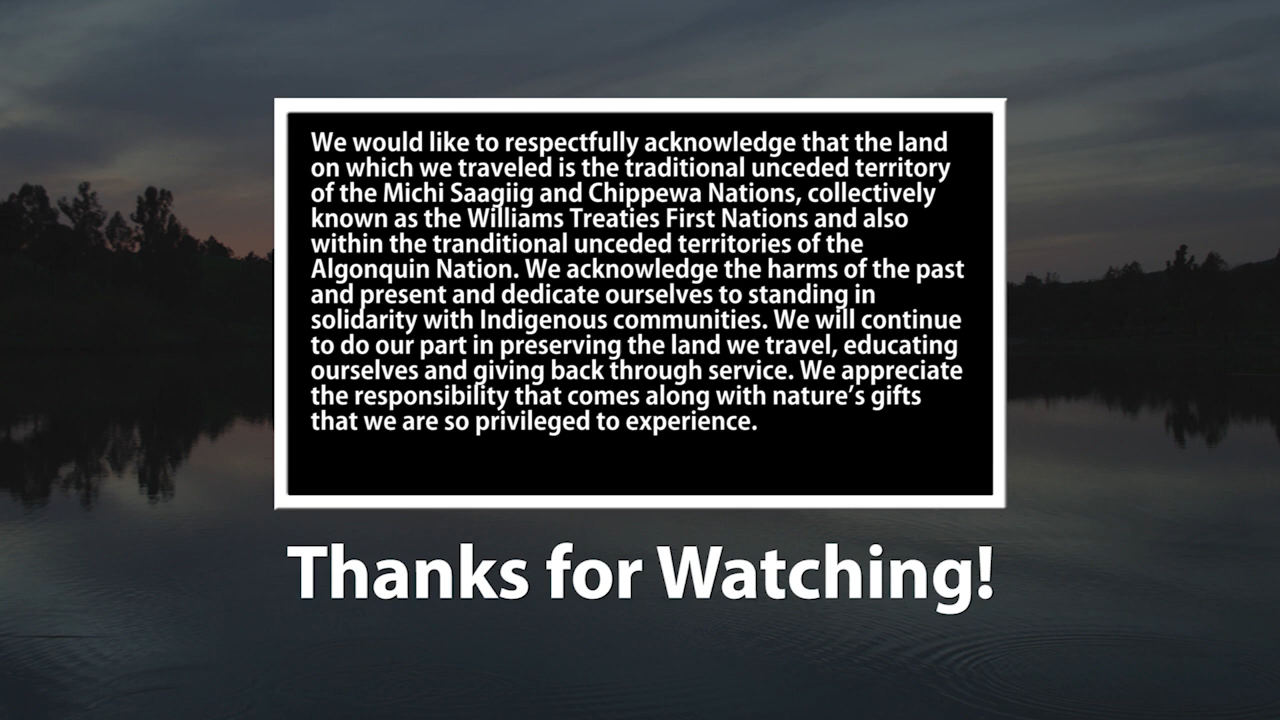 We would like to respectfully acknowledge that the land
on which we traveled is the traditional unceded territory
of the Michi Saagiig and Chippewa Nations, collectively
known as the Williams Treaties First Nations and also
within the tranditional unceded territories of the
Algonquin Nation. We acknowledge the harms of the past
and present and dedicate ourselves to standing in
solidarity with Indigenous communities. We will continue
to do our part in preserving the land we travel, educating
ourselves and giving back through service. We appreciate
the responsibility that comes along with nature’s gifts
that we are so privileged to experience.
Thanks for Watching!